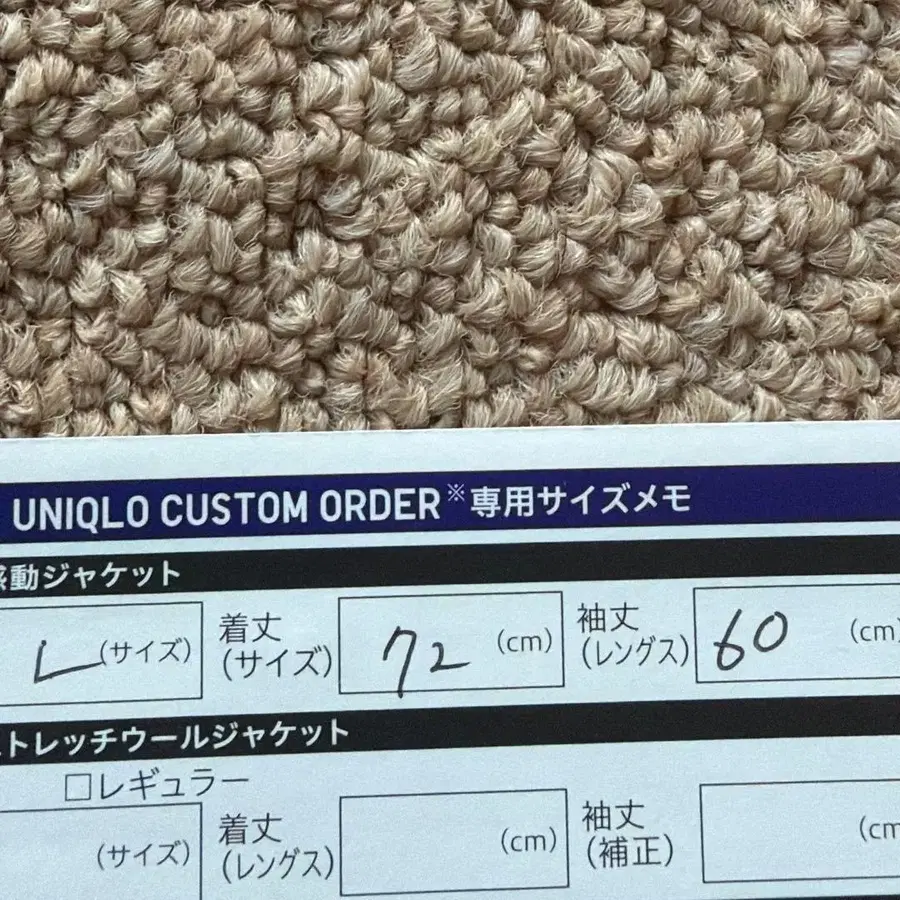 UNIQLO CUSTOM ORDER※専用サイズメモ
感動ジャケット
L (サイズ) 着丈(サイズ) 72 (cm) 袖丈(レングス) 60 (cm)
ストレッチウールジャケット
□レギュラー
(サイズ) 着丈(レングス) (cm) 袖丈(補正) (cm)